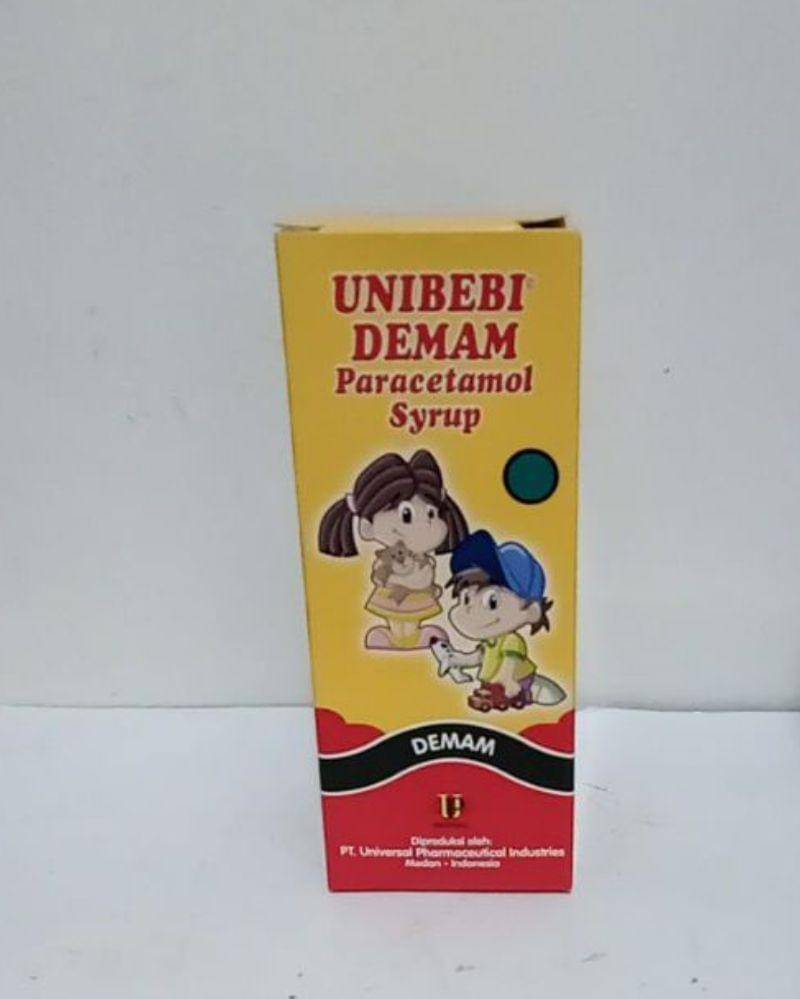 UNIBEBI®
DEMAM
Paracetamol
Syrup
DEMAM
Diproduksi oleh:
PT. Universal Pharmaceutical Industries
Medan - Indonesia